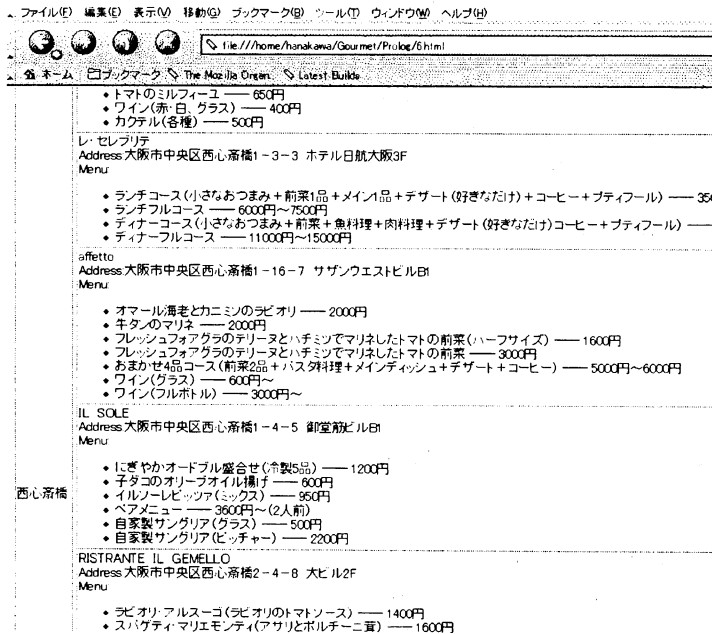 ファイル(F) 編集(E) 表示(V) 移動(G) ブックマーク(B) ツール(T) ウィンドウ(W) ヘルプ(H)
file:///home/hanakawa/Gourmet/Prolog/6.html
ホーム ブックマーク The Mozilla Organ... Latest Builds
• トマトのミルフィーユ —— 650円
• ワイン(赤・白、グラス) —— 400円
• カクテル(各種) —— 500円
レ・セレブリテ
Address:大阪市中央区西心斎橋1-3-3 ホテル日航大阪3F
Menu:
• ランチコース(小さなおつまみ+前菜1品+メイン1品+デザート(好きなだけ)+コーヒー+プティフール) —— 350
• ランチフルコース —— 6000円~7500円
• ディナーコース(小さなおつまみ+前菜+魚料理+肉料理+デザート(好きなだけ)コーヒー+プティフール) ——
• ディナーフルコース —— 11000円~15000円
affetto
Address:大阪市中央区西心斎橋1-16-7 サザンウエストビルB1
Menu:
• オマール海老とカニミソのラビオリ —— 2000円
• 牛タンのマリネ —— 2000円
• フレッシュフォアグラのテリーヌとハチミツでマリネしたトマトの前菜(ハーフサイズ) —— 1600円
• フレッシュフォアグラのテリーヌとハチミツでマリネしたトマトの前菜 —— 3000円
• おまかせ4品コース(前菜2品+パスタ料理+メインディッシュ+デザート+コーヒー) —— 5000円~6000円
• ワイン(グラス) —— 600円~
• ワイン(フルボトル) —— 3000円~
IL SOLE
Address:大阪市中央区西心斎橋1-4-5 御堂筋ビルB1
Menu:
• にぎやかオードブル盛合せ(冷製5品) —— 1200円
• 子ダコのオリーブオイル揚げ —— 600円
西心斎橋
• イルソーレピッツァ(ミックス) —— 950円
• ペアメニュー —— 3600円~(2人前)
• 自家製サングリア(グラス) —— 500円
• 自家製サングリア(ピッチャー) —— 2200円
RISTRANTE IL GEMELLO
Address:大阪市中央区西心斎橋2-4-8 大ビル2F
Menu:
• ラビオリ・アルスーゴ(ラビオリのトマトソース) —— 1400円
• スパゲティ・マリエモンティ(アサリとポルチーニ茸) —— 1600円